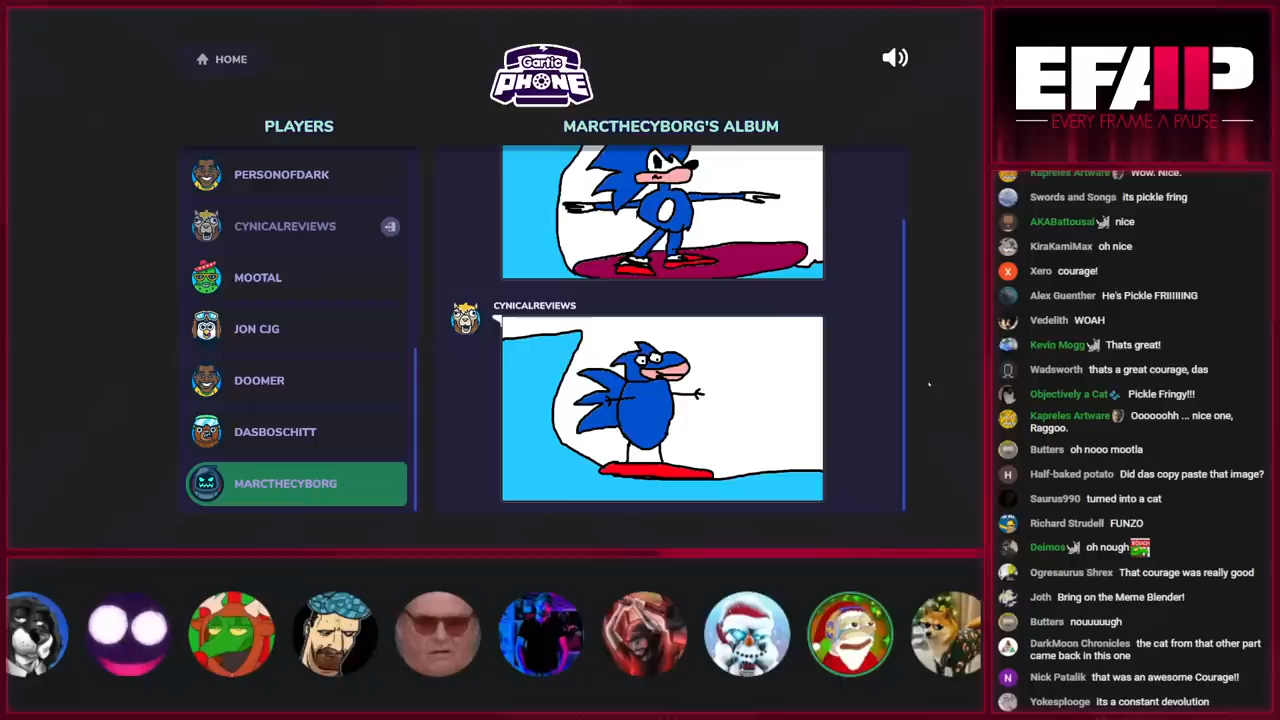 HOME
Gartic
PHONE
PLAYERS
PERSONOFDARK
CYNICALREVIEWS
MOOTAL
JON CJG
DOOMER
DASBOSCHITT
MARCTHECYBORG
MARCTHECYBORG'S ALBUM
CYNICALREVIEWS
EFAP
EVERY FRAME A PAUSE
Kapreles Artware Wow. Nice.
Swords and Songs its pickle fring
AKABattousai nice
KiraKamiMax oh nice
X
Xero courage!
Alex Guenther He's Pickle FRIIIIIING
Vedelith WOAH
Kevin Mogg Thats great!
Wadsworth thats a great courage, das
Objectively a Cat Pickle Fringy!!!
Kapreles Artware Oooooohh ... nice one,
Raggoo.
Butters oh nooo mootla
H
Half-baked potato Did das copy paste that image?
Saurus990 turned into a cat
Richard Strudell FUNZO
Deimos oh nough
Ogresaurus Shrex That courage was really good
Joth Bring on the Meme Blender!
Butters nouuuuugh
DarkMoon Chronicles the cat from that other part
came back in this one
N
Nick Patalik that was an awesome Courage!!
Yokesplooge its a constant devolution